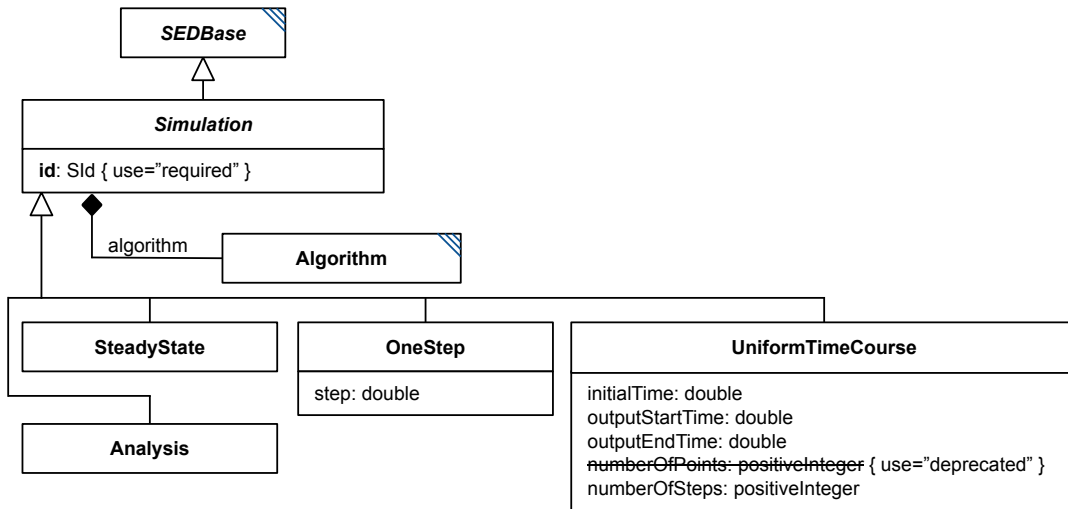 SEDBase
Simulation
id: SId { use=”required” }
algorithm
Algorithm
SteadyState
OneStep
step: double
UniformTimeCourse
initialTime: double
outputStartTime: double
outputEndTime: double
numberOfPoints: positiveInteger { use=”deprecated” }
numberOfSteps: positiveInteger
Analysis